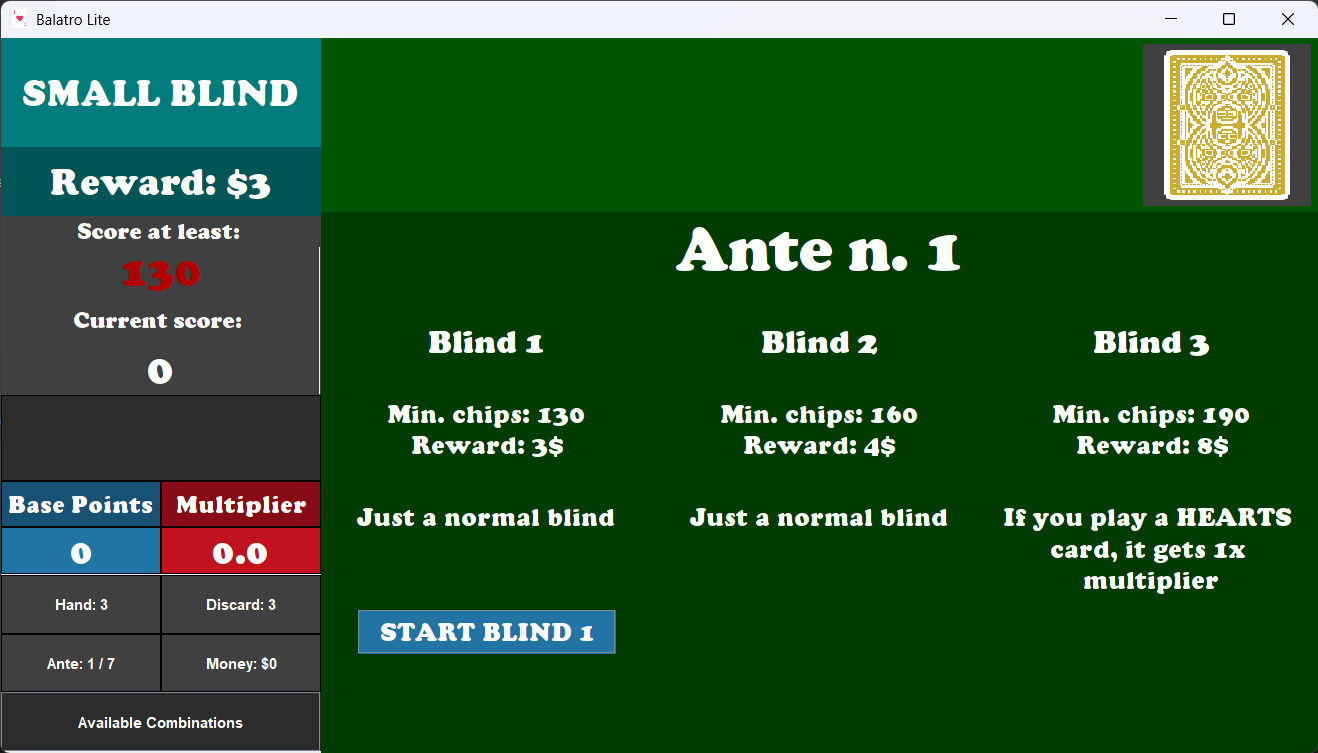 Balatro Lite
SMALL BLIND
Reward: $3
Score at least:
130
Current score:
0
Base Points
Multiplier
0
0.0
Hand: 3
Discard: 3
Ante: 1 / 7
Money: $0
Available Combinations
Ante n. 1
Blind 1
Min. chips: 130
Reward: 3$
Just a normal blind
START BLIND 1
Blind 2
Min. chips: 160
Reward: 4$
Just a normal blind
Blind 3
Min. chips: 190
Reward: 8$
If you play a HEARTS
card, it gets 1x
multiplier